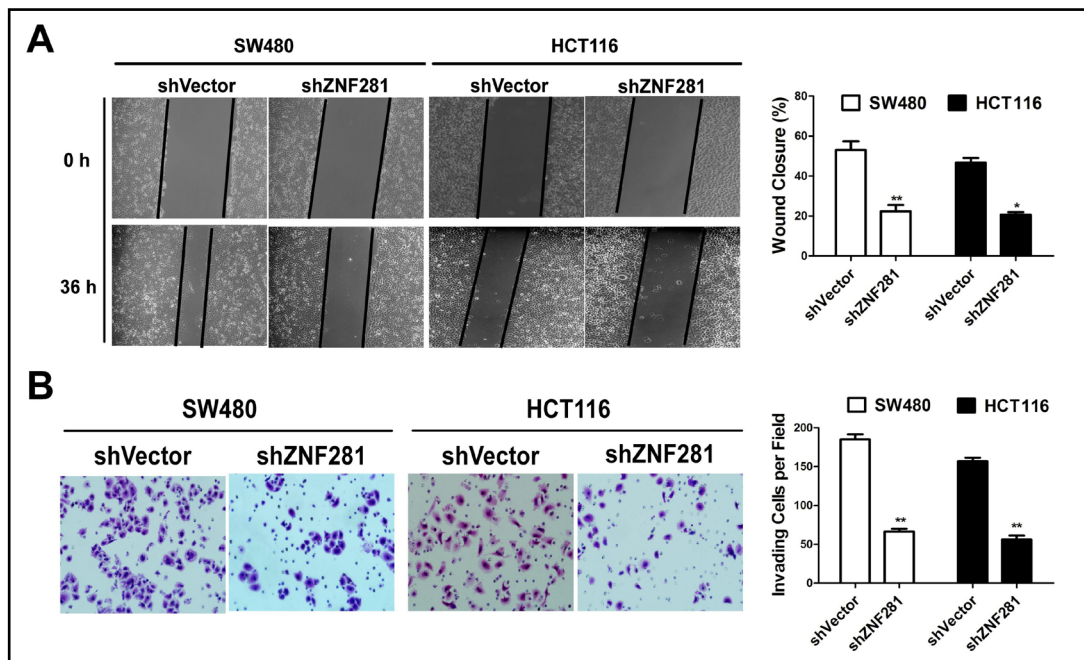 A
SW480 HCT116
shVector shZNF281 shVector shZNF281
0 h
36 h
SW480 HCT116
Wound Closure (%)
80
60
40
20
0
**
*
shVector shZNF281 shVector shZNF281
B
SW480 HCT116
shVector shZNF281 shVector shZNF281
SW480 HCT116
Invading Cells per Field
200
150
100
50
0
**
**
shVector shZNF281 shVector shZNF281